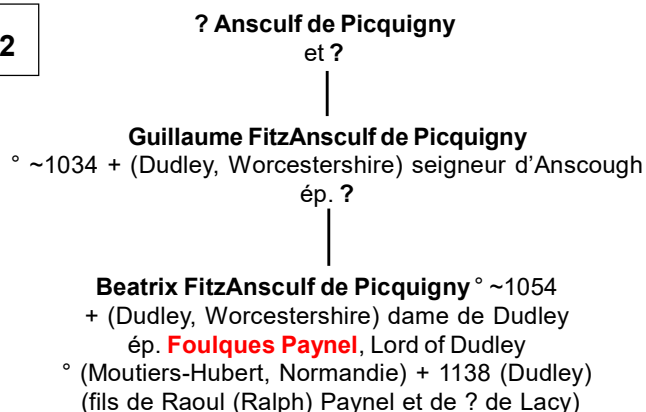 2
? Ansculf de Picquigny
et ?
Guillaume FitzAnsculf de Picquigny
° ~1034 + (Dudley, Worcestershire) seigneur d’Anscough
ép. ?
Beatrix FitzAnsculf de Picquigny ° ~1054
+ (Dudley, Worcestershire) dame de Dudley
ép. Foulques Paynel, Lord of Dudley
° (Moutiers-Hubert, Normandie) + 1138 (Dudley)
(fils de Raoul (Ralph) Paynel et de ? de Lacy)